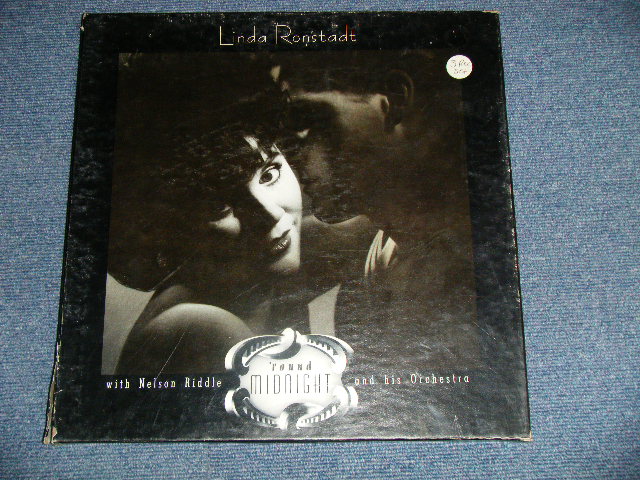 Linda Ronstadt
'round
MIDNIGHT
with Nelson Riddle and his Orchestra